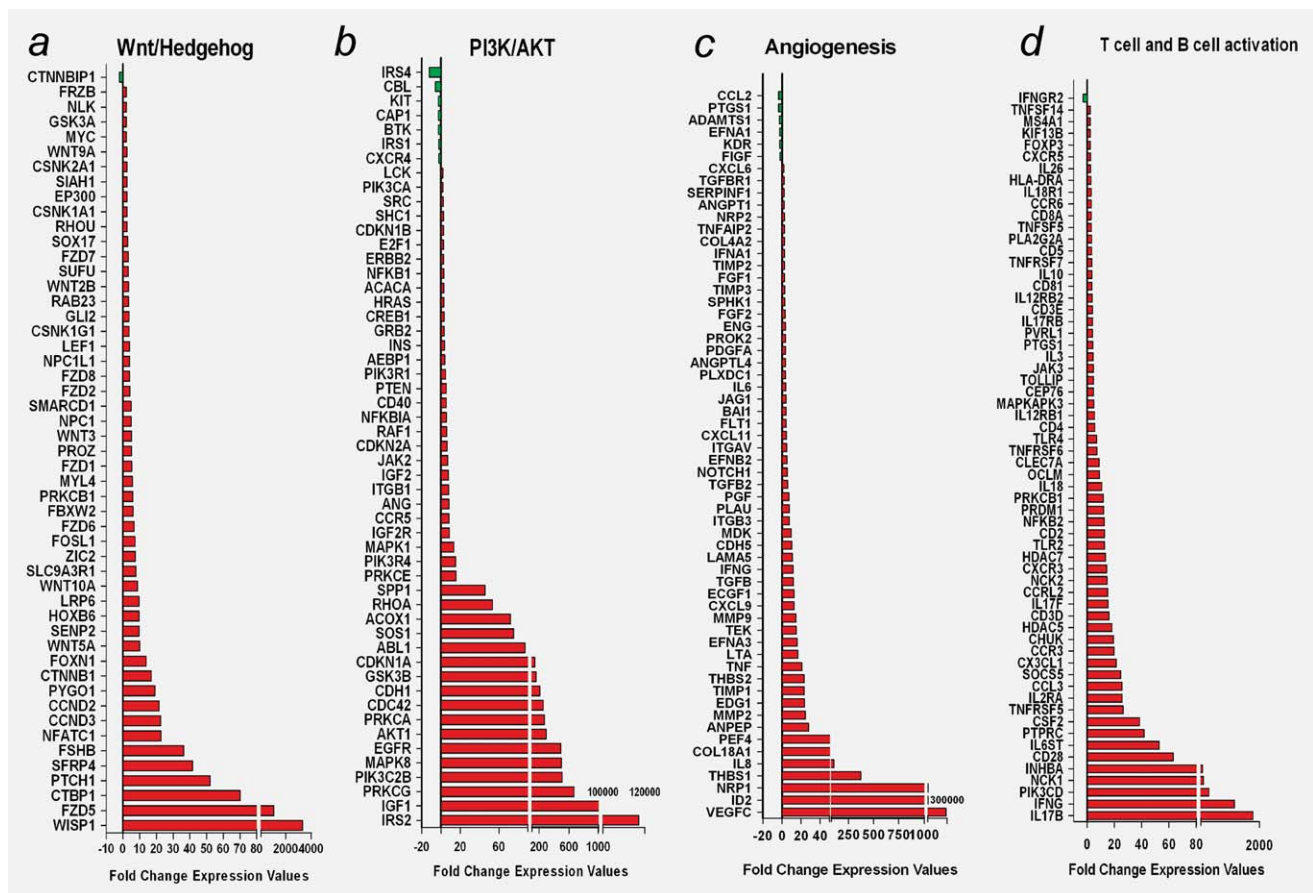 a
Wnt/Hedgehog
CTNNBIP1
FRZB
NLK
GSK3A
MYC
WNT9A
CSNK2A1
SIAH1
EP300
CSNK1A1
RHOU
SOX17
FZD7
SUFU
WNT2B
RAB23
GLI2
CSNK1G1
LEF1
NPC1L1
FZD8
FZD2
SMARCD1
NPC1
WNT3
PROZ
FZD1
MYL4
PRKCB1
FBXW2
FZD6
FOSL1
ZIC2
SLC9A3R1
WNT10A
LRP6
HOXB6
SENP2
WNT5A
FOXN1
CTNNB1
PYGO1
CCND2
CCND3
NFATC1
FSHB
SFRP4
PTCH1
CTBP1
FZD5
WISP1
-10 0 10 20 30 40 50 60 80 2000 4000
Fold Change Expression Values
b
PI3K/AKT
IRS4
CBL
KIT
CAP1
BTK
IRS1
CXCR4
LCK
PIK3CA
SRC
SHC1
CDKN1B
E2F1
ERBB2
NFKB1
ACACA
HRAS
CREB1
GRB2
INS
AEBP1
PIK3R1
PTEN
CD40
NFKBIA
RAF1
CDKN2A
JAK2
IGF2
ITGB1
ANG
CCR5
IGF2R
MAPK1
PIK3R4
PRKCE
SPP1
RHOA
ACOX1
SOS1
ABL1
CDKN1A
GSK3B
CDH1
CDC42
PRKCA
AKT1
EGFR
MAPK8
PIK3C2B
PRKCG
IGF1
IRS2
100000 120000
-20 0 20 60 200 600 1000
Fold Change Expression Values
c
Angiogenesis
CCL2
PTGS1
ADAMTS1
EFNA1
KDR
FIGF
CXCL6
TGFBR1
SERPINF1
ANGPT1
NRP2
TNFAIP2
COL4A2
IFNA1
TIMP2
FGF1
TIMP3
SPHK1
FGF2
ENG
PROK2
PDGFA
ANGPTL4
PLXDC1
IL6
JAG1
BAI1
FLT1
CXCL11
ITGAV
EFNB2
NOTCH1
TGFB2
PGF
PLAU
ITGB3
MDK
CDH5
LAMA5
IFNG
TGFB
ECGF1
CXCL9
MMP9
TEK
EFNA3
LTA
TNF
THBS2
TIMP1
EDG1
MMP2
ANPEP
PEF4
COL18A1
IL8
THBS1
NRP1
ID2
VEGFC
300000
-20 0 20 40 250 500 750 1000
Fold Change Expression Values
d
T cell and B cell activation
IFNGR2
TNFSF14
MS4A1
KIF13B
FOXP3
CXCR5
IL26
HLA-DRA
IL18R1
CCR6
CD8A
TNFSF5
PLA2G2A
CD5
TNFRSF7
IL10
CD81
IL12RB2
CD3E
IL17RB
PVRL1
PTGS1
IL3
JAK3
TOLLIP
CEP76
MAPKAPK3
IL12RB1
CD4
TLR4
TNFRSF6
CLEC7A
OCLM
IL18
PRKCB1
PRDM1
NFKB2
CD2
TLR2
HDAC7
CXCR3
NCK2
CCRL2
IL17F
CD3D
HDAC5
CHUK
CCR3
CX3CL1
SOCS5
CCL3
IL2RA
TNFRSF5
CSF2
PTPRC
IL6ST
CD28
INHBA
NCK1
PIK3CD
IFNG
IL17B
0 20 40 60 80 2000
Fold Change Expression Values